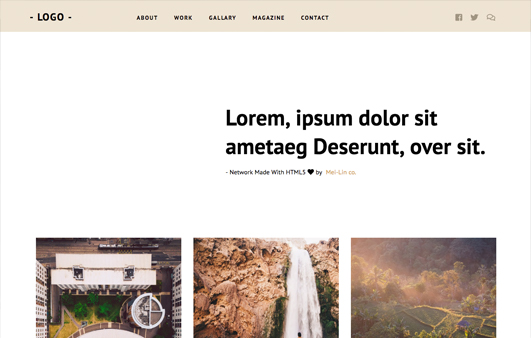 - LOGO -
ABOUT WORK GALLARY MAGAZINE CONTACT
Lorem, ipsum dolor sit
ametaeg Deserunt, over sit.
- Network Made With HTML5 ♥ by Mei-Lin co.